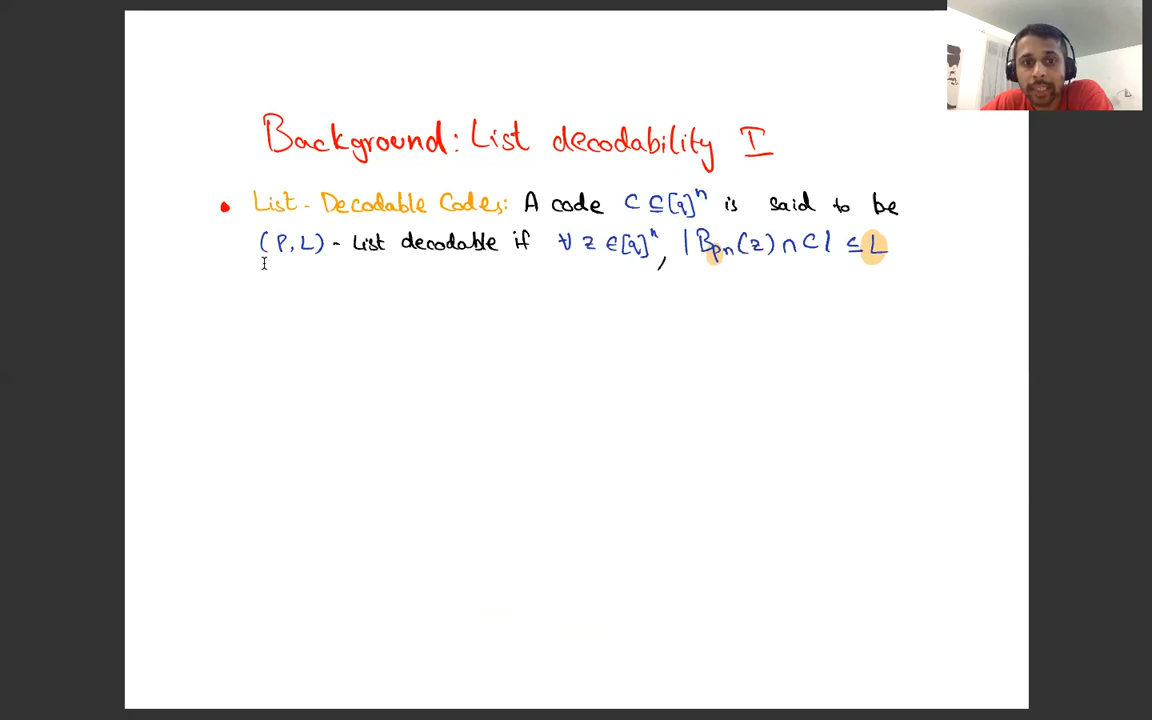 Background: List decodability I
• List-Decodable Codes: A code C ⊆ [q]ⁿ is said to be
(P, L) - List decodable if ∀ z ∈ [q]ⁿ, | B_pn(z) ∩ C | ⊆ L